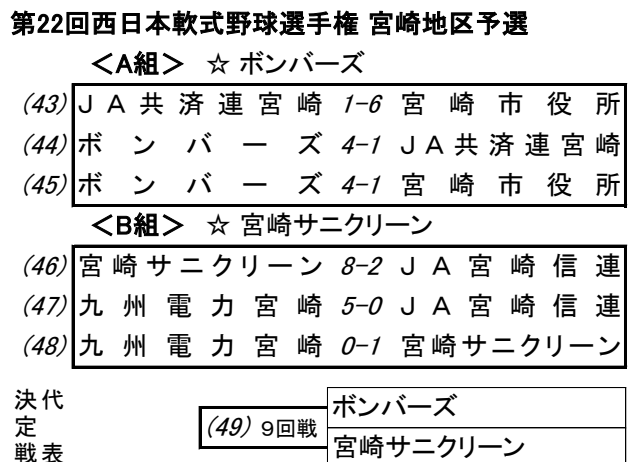 第22回西日本軟式野球選手権 宮崎地区予選
＜A組＞ ☆ ボンバーズ
(43) ＪＡ共済連宮崎 1-6 宮崎市役所
(44) ボンバーズ 4-1 ＪＡ共済連宮崎
(45) ボンバーズ 4-1 宮崎市役所
＜B組＞ ☆ 宮崎サニクリーン
(46) 宮崎サニクリーン 8-2 ＪＡ宮崎信連
(47) 九州電力宮崎 5-0 ＪＡ宮崎信連
(48) 九州電力宮崎 0-1 宮崎サニクリーン
決代
定
戦表
(49) 9回戦
ボンバーズ
宮崎サニクリーン